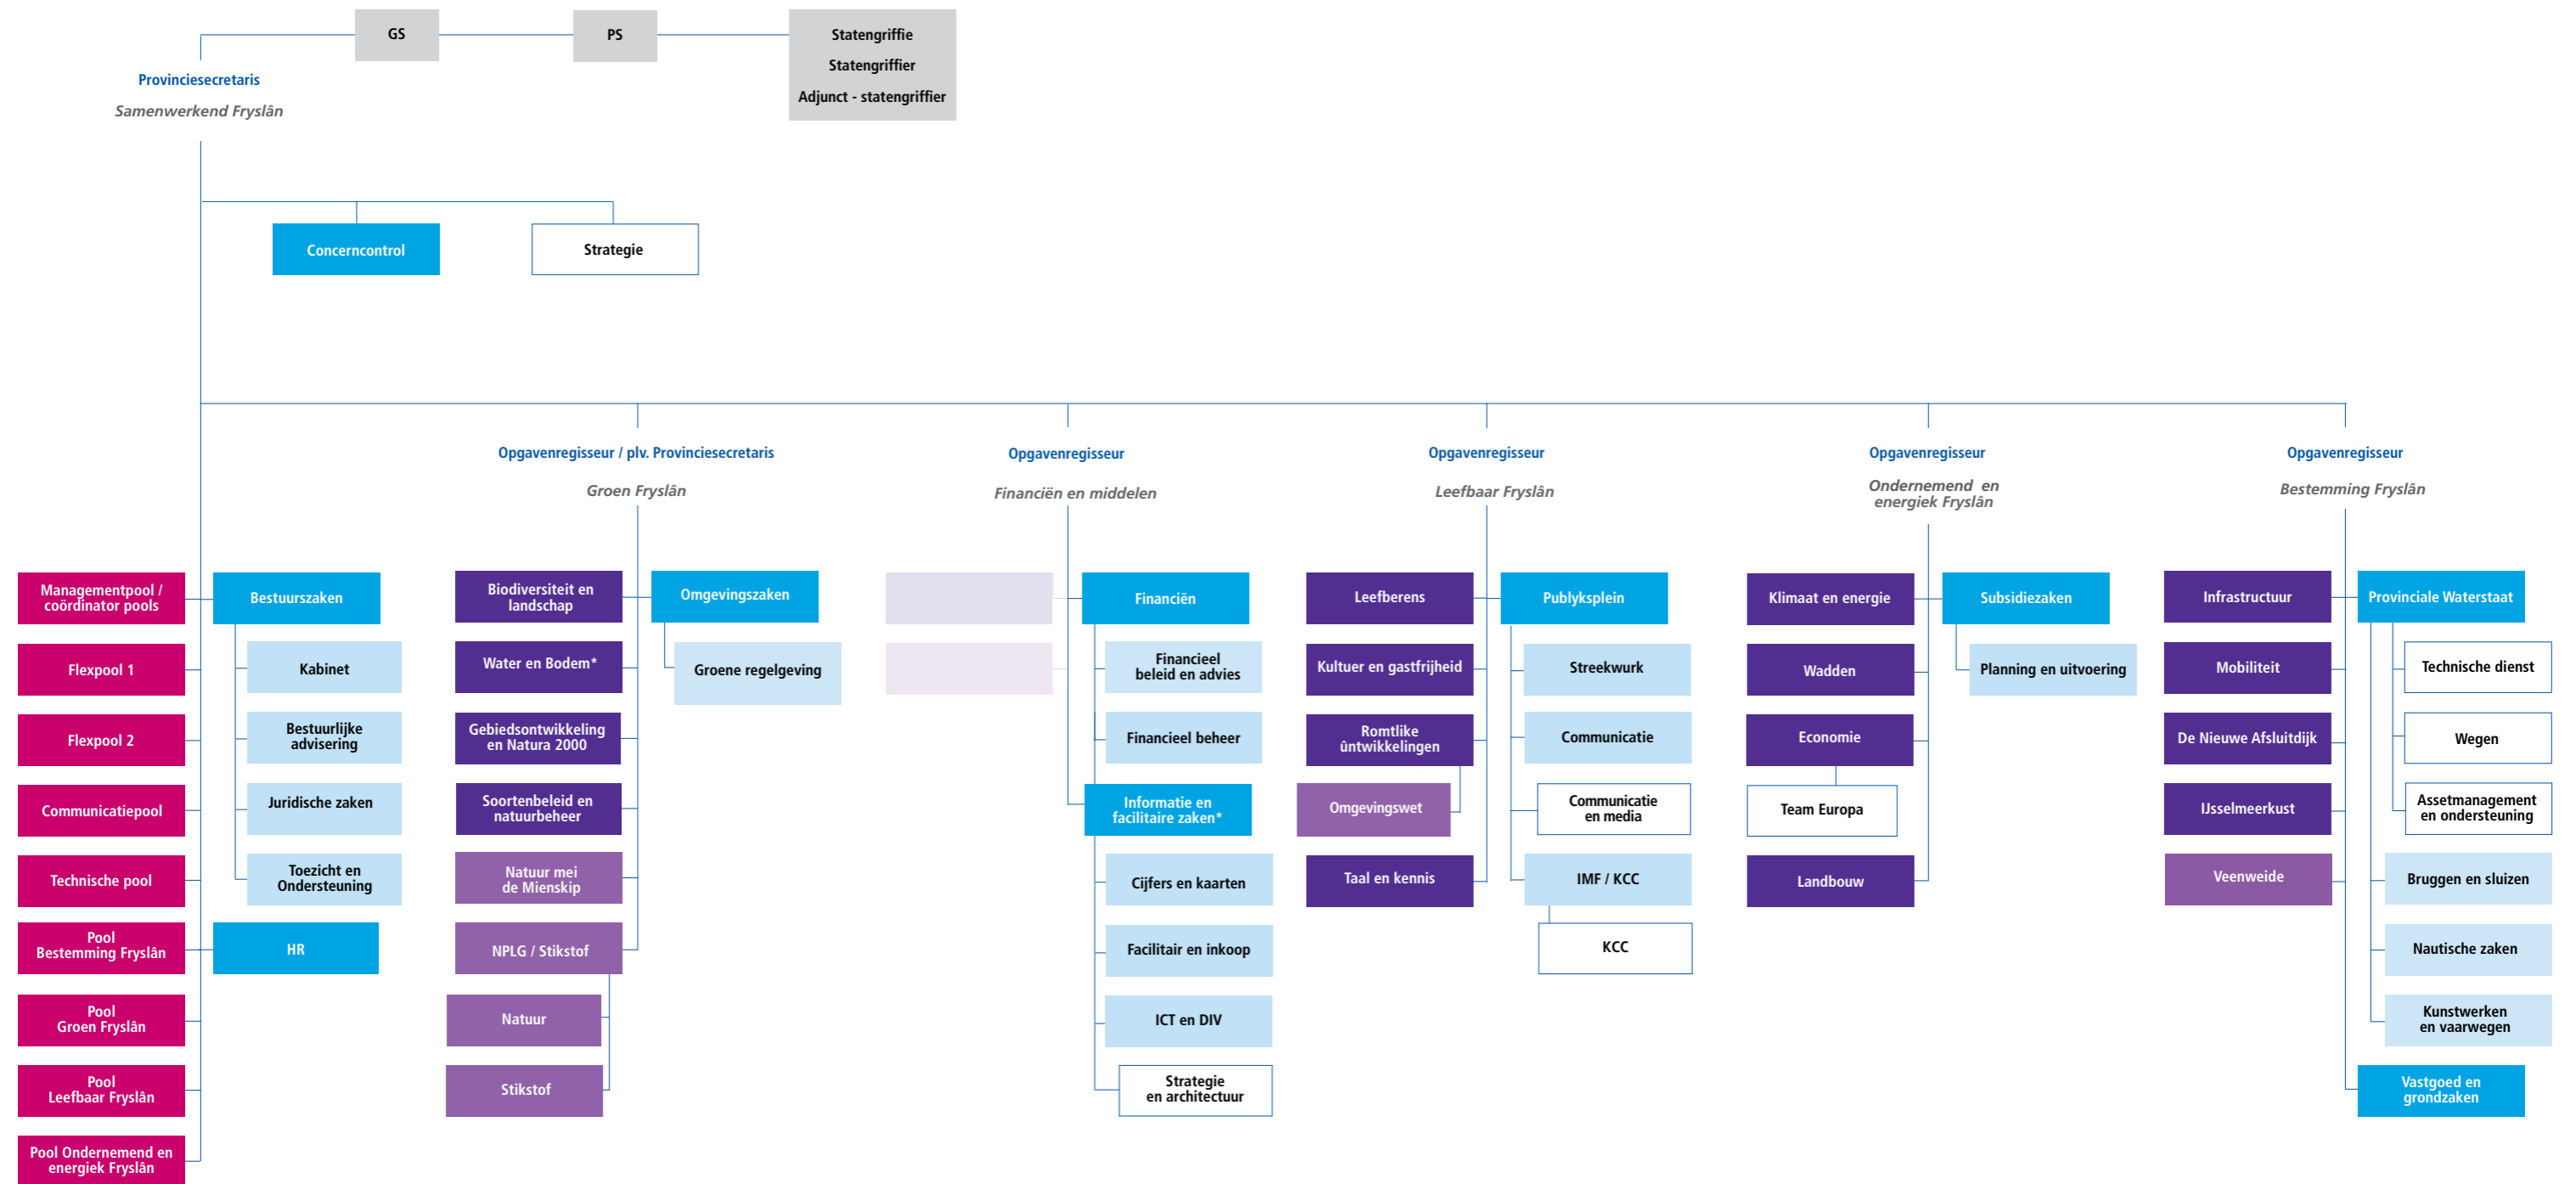 GS
PS
Statengriffie
Statengriffier
Adjunct - statengriffier
Provinciesecretaris
Samenwerkend Fryslân
Concerncontrol
Strategie
Opgavenregisseur / plv. Provinciesecretaris
Groen Fryslân
Opgavenregisseur
Financiën en middelen
Opgavenregisseur
Leefbaar Fryslân
Opgavenregisseur
Ondernemend en
energiek Fryslân
Opgavenregisseur
Bestemming Fryslân
Managementpool /
coördinator pools
Flexpool 1
Flexpool 2
Communicatiepool
Technische pool
Pool
Bestemming Fryslân
Pool
Groen Fryslân
Pool
Leefbaar Fryslân
Pool Ondernemend en
energiek Fryslân
Bestuurszaken
Kabinet
Bestuurlijke
advisering
Juridische zaken
Toezicht en
Ondersteuning
HR
Biodiversiteit en
landschap
Water en Bodem*
Gebiedsontwikkeling
en Natura 2000
Soortenbeleid en
natuurbeheer
Natuur mei
de Mienskip
NPLG / Stikstof
Natuur
Stikstof
Omgevingszaken
Groene regelgeving
Financiën
Financieel
beleid en advies
Financieel beheer
Informatie en
facilitaire zaken*
Cijfers en kaarten
Facilitair en inkoop
ICT en DIV
Strategie
en architectuur
Leefberens
Kultuer en gastfrijheid
Romtlike
ûntwikkelingen
Omgevingswet
Taal en kennis
Publyksplein
Streekwurk
Communicatie
Communicatie
en media
IMF / KCC
KCC
Klimaat en energie
Wadden
Economie
Team Europa
Landbouw
Subsidiezaken
Planning en uitvoering
Infrastructuur
Mobiliteit
De Nieuwe Afsluitdijk
IJsselmeerkust
Veenweide
Provinciale Waterstaat
Technische dienst
Wegen
Assetmanagement
en ondersteuning
Bruggen en sluizen
Nautische zaken
Kunstwerken
en vaarwegen
Vastgoed en
grondzaken